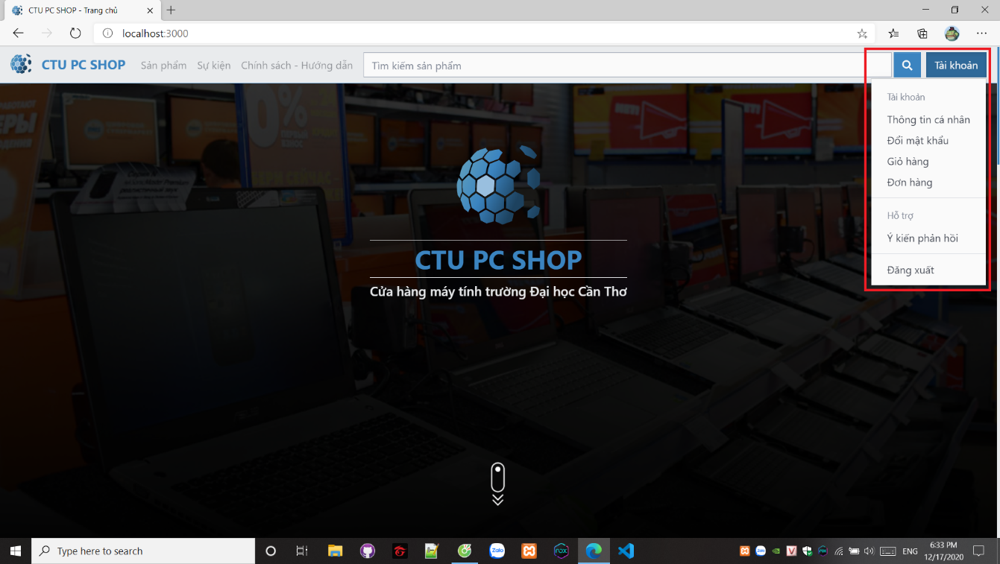 CTU PC SHOP - Trang chủ
localhost:3000
CTU PC SHOP
Sản phẩm
Sự kiện
Chính sách - Hướng dẫn
Tìm kiếm sản phẩm
Tài khoản
Tài khoản
Thông tin cá nhân
Đổi mật khẩu
Giỏ hàng
Đơn hàng
Hỗ trợ
Ý kiến phản hồi
Đăng xuất
0%
CTU PC SHOP
Cửa hàng máy tính trường Đại học Cần Thơ
Type here to search
Zalo
ENG
6:33 PM
12/17/2020